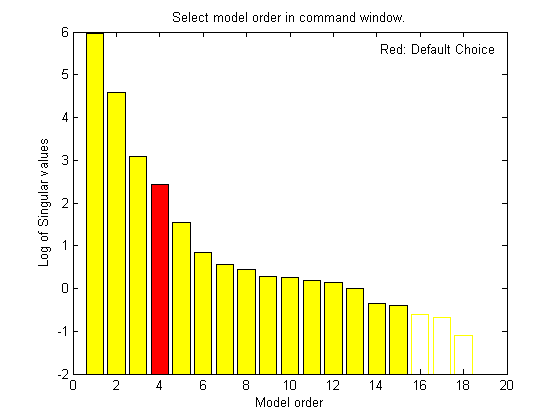 Select model order in command window.
Red: Default Choice
6
5
4
3
2
1
0
-1
-2
Log of Singular values
0 2 4 6 8 10 12 14 16 18 20
Model order